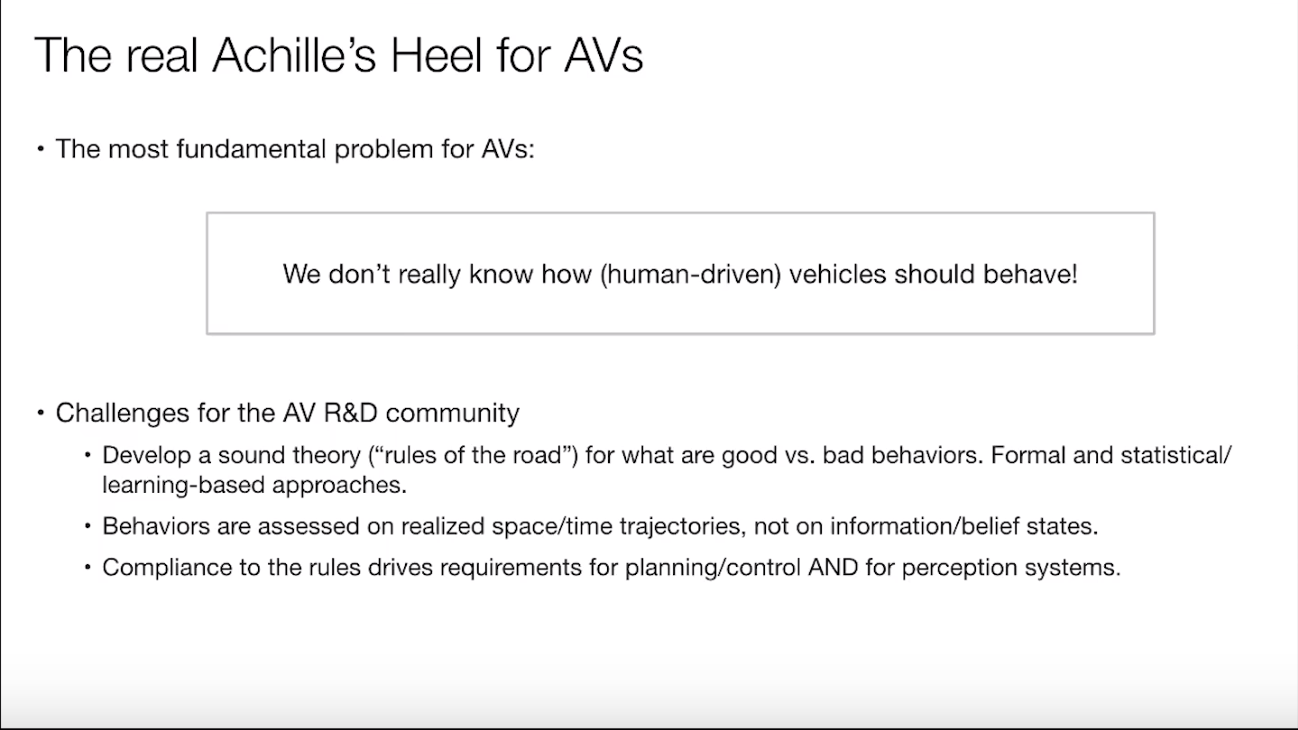 The real Achille’s Heel for AVs
• The most fundamental problem for AVs:
We don’t really know how (human-driven) vehicles should behave!
• Challenges for the AV R&D community
• Develop a sound theory (“rules of the road”) for what are good vs. bad behaviors. Formal and statistical/
learning-based approaches.
• Behaviors are assessed on realized space/time trajectories, not on information/belief states.
• Compliance to the rules drives requirements for planning/control AND for perception systems.